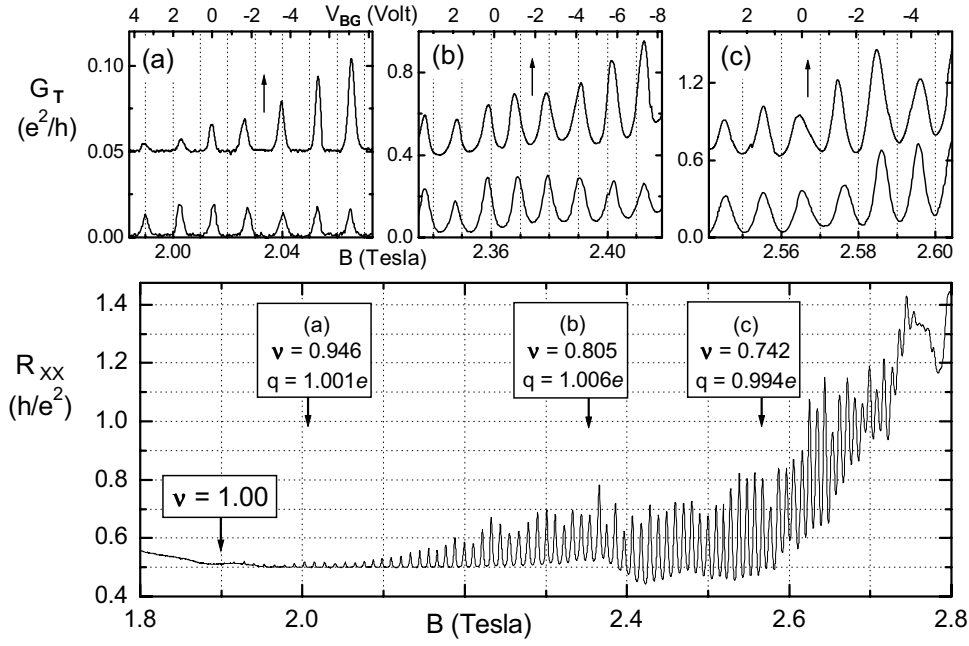 4 2 0 -2 -4 V_BG (Volt) 2 0 -2 -4 -6 -8 2 0 -2 -4
(a) (b) (c)
G_T
(e²/h)
0.10
0.05
0.00
0.8
0.4
0.0
1.2
0.6
0.0
2.00 2.04 B (Tesla) 2.36 2.40 2.56 2.58 2.60
R_XX
(h/e²)
1.4
1.2
1.0
0.8
0.6
0.4
(a)
ν = 0.946
q = 1.001e
(b)
ν = 0.805
q = 1.006e
(c)
ν = 0.742
q = 0.994e
ν = 1.00
1.8 2.0 2.2 2.4 2.6 2.8
B (Tesla)